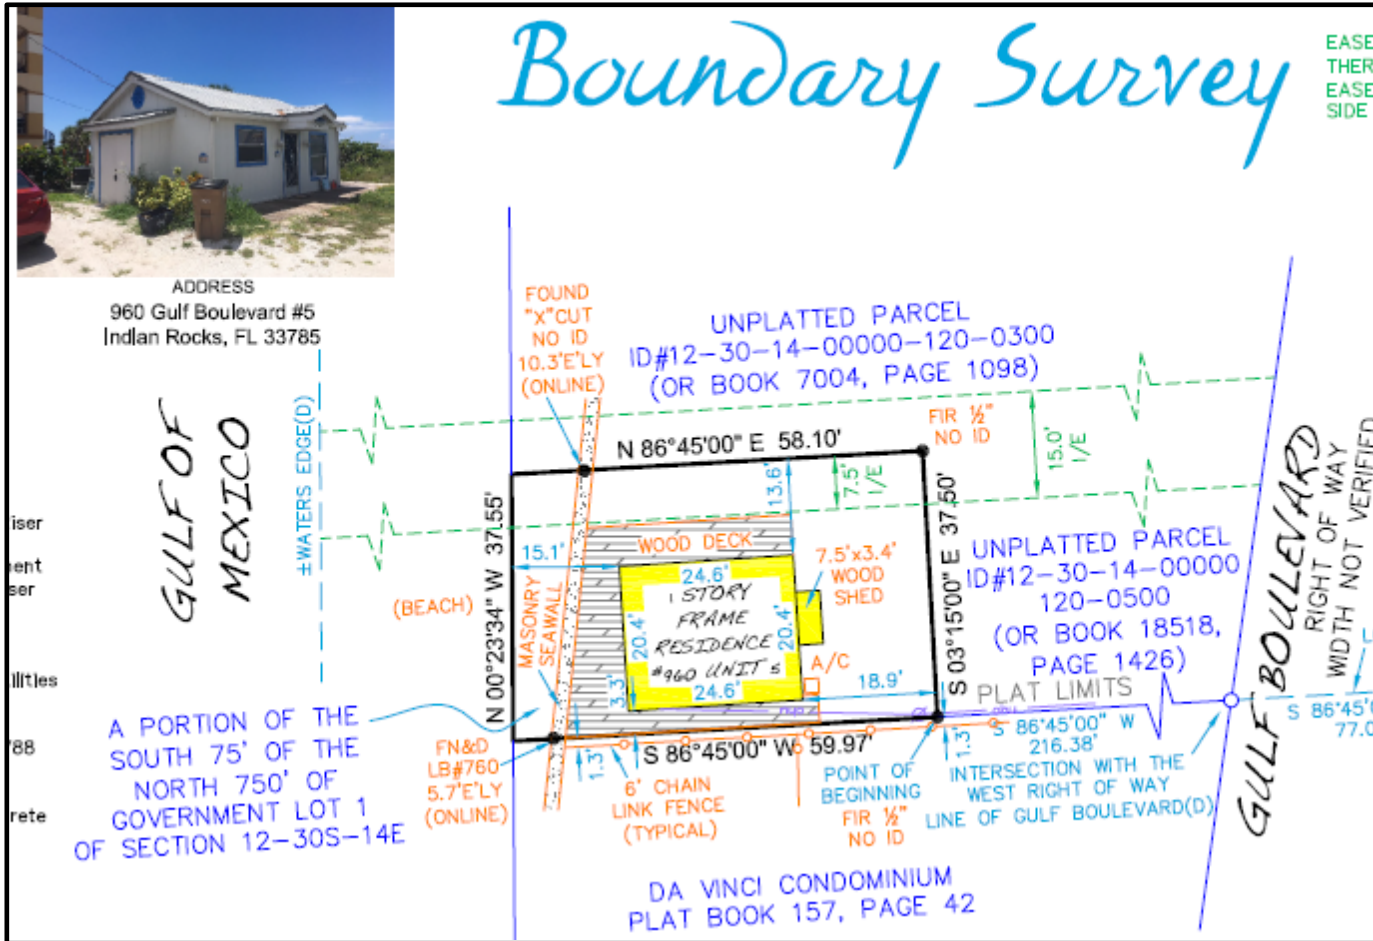 Boundary Survey
EASE
THER
EASE
SIDE
ADDRESS
960 Gulf Boulevard #5
Indian Rocks, FL 33785
FOUND
"X"CUT
NO ID
10.3'E'LY
(ONLINE)
UNPLATTED PARCEL
ID#12-30-14-00000-120-0300
(OR BOOK 7004, PAGE 1098)
FIR ½"
NO ID
N 86°45'00" E 58.10'
15.0'
I/E
7.5'
I/E
13.6'
GULF OF
MEXICO
±WATERS EDGE(D)
(BEACH)
N 00°23'34" W 37.55'
15.1'
MASONRY
SEAWALL
WOOD DECK
24.6'
1 STORY
FRAME
RESIDENCE
#960 UNIT 5
20.4'
20.4'
24.6'
3.3'
7.5'x3.4'
WOOD
SHED
A/C
18.9'
S 03°15'00" E 37.50'
UNPLATTED PARCEL
ID#12-30-14-00000
120-0500
(OR BOOK 18518,
PAGE 1426)
PLAT LIMITS
GULF BOULEVARD
RIGHT OF WAY
WIDTH NOT VERIFIED
iser
ent
ser
illities
'88
rete
A PORTION OF THE
SOUTH 75' OF THE
NORTH 750' OF
GOVERNMENT LOT 1
OF SECTION 12-30S-14E
FN&D
LB#760
5.7'E'LY
(ONLINE)
1.3'
S 86°45'00" W 59.97'
6' CHAIN
LINK FENCE
(TYPICAL)
POINT OF
BEGINNING
FIR ½"
NO ID
1.3'
S 86°45'00" W
216.38'
INTERSECTION WITH THE
WEST RIGHT OF WAY
LINE OF GULF BOULEVARD(D)
S 86°45'0
77.0
DA VINCI CONDOMINIUM
PLAT BOOK 157, PAGE 42